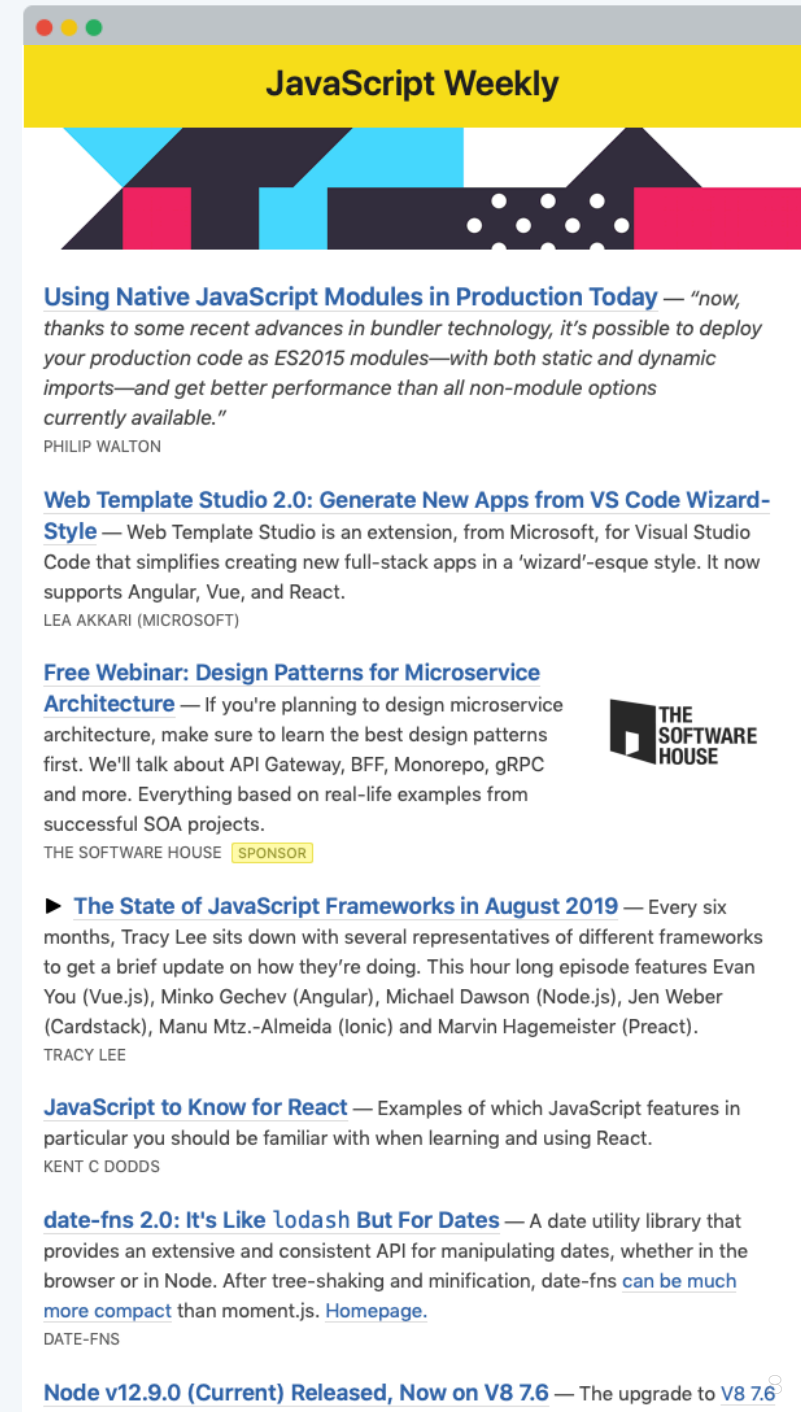 JavaScript Weekly
Using Native JavaScript Modules in Production Today — “now,
thanks to some recent advances in bundler technology, it’s possible to deploy
your production code as ES2015 modules—with both static and dynamic
imports—and get better performance than all non-module options
currently available.”
PHILIP WALTON
Web Template Studio 2.0: Generate New Apps from VS Code Wizard-
Style — Web Template Studio is an extension, from Microsoft, for Visual Studio
Code that simplifies creating new full-stack apps in a ‘wizard’-esque style. It now
supports Angular, Vue, and React.
LEA AKKARI (MICROSOFT)
Free Webinar: Design Patterns for Microservice
Architecture — If you're planning to design microservice
architecture, make sure to learn the best design patterns
first. We'll talk about API Gateway, BFF, Monorepo, gRPC
and more. Everything based on real-life examples from
successful SOA projects.
THE SOFTWARE HOUSE SPONSOR
THE
SOFTWARE
HOUSE
▶ The State of JavaScript Frameworks in August 2019 — Every six
months, Tracy Lee sits down with several representatives of different frameworks
to get a brief update on how they’re doing. This hour long episode features Evan
You (Vue.js), Minko Gechev (Angular), Michael Dawson (Node.js), Jen Weber
(Cardstack), Manu Mtz.-Almeida (Ionic) and Marvin Hagemeister (Preact).
TRACY LEE
JavaScript to Know for React — Examples of which JavaScript features in
particular you should be familiar with when learning and using React.
KENT C DODDS
date-fns 2.0: It's Like lodash But For Dates — A date utility library that
provides an extensive and consistent API for manipulating dates, whether in the
browser or in Node. After tree-shaking and minification, date-fns can be much
more compact than moment.js. Homepage.
DATE-FNS
Node v12.9.0 (Current) Released, Now on V8 7.6 — The upgrade to V8 7.6